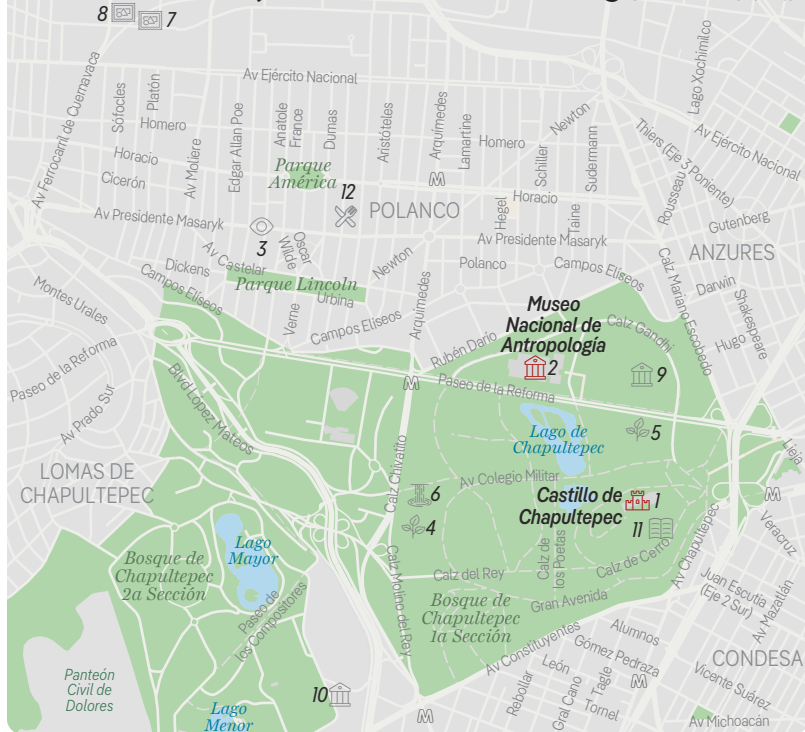 8
7
Av Ejército Nacional
Lago Xochimilco
Av Ferrocarril de Cuernavaca
Sófocles
Platón
Homero
Horacio
Cicerón
Av Moliere
Edgar Allan Poe
Anatole
France
Dumas
Aristóteles
Arquímedes
Lamartine
Homero
Newton
Schiller
Sudermann
Thiers (Eje 3 Poniente)
Av Ejército Nacional
Parque
América
12
M
Horacio
Rousseau
Gutenberg
POLANCO
Hegel
Taine
Av Presidente Masaryk
3
Oscar
Wilde
Av Presidente Masaryk
ANZURES
Av Castelar
Dickens
Campos Elíseos
Parque Lincoln
Urbina
Newton
Polanco
Campos Elíseos
Calz Mariano Escobedo
Darwin
Shakespeare
Hugo
Montes Urales
Verne
Campos Elíseos
Arquímedes
Museo
Nacional de
Antropología
2
Rubén Darío
Calz Gandhi
9
Paseo de la Reforma
M
Paseo de la Reforma
Av Prado Sur
Blvd López Mateos
Lago de
Chapultepec
5
Lieja
LOMAS DE
CHAPULTEPEC
Calz Chivatito
Av Colegio Militar
6
4
Castillo de
Chapultepec
1
11
M
Veracruz
Lago
Mayor
Bosque de
Chapultepec
2a Sección
Paseo de
los Compositores
Calz Molino del Rey
Calz del Rey
Calz de
los Poetas
Calz de Cerro
Av Chapultepec
Gran Avenida
Bosque de
Chapultepec
1a Sección
Juan Escutia
(Eje 2 Sur)
Av Mazatlán
Av Constituyentes
Alumnos
Gómez Pedraza
CONDESA
Panteón
Civil de
Dolores
10
Lago
Menor
M
Rebollar
León
Gral Cano
Tagle
Tornel
M
Vicente Suárez
Av Michoacán